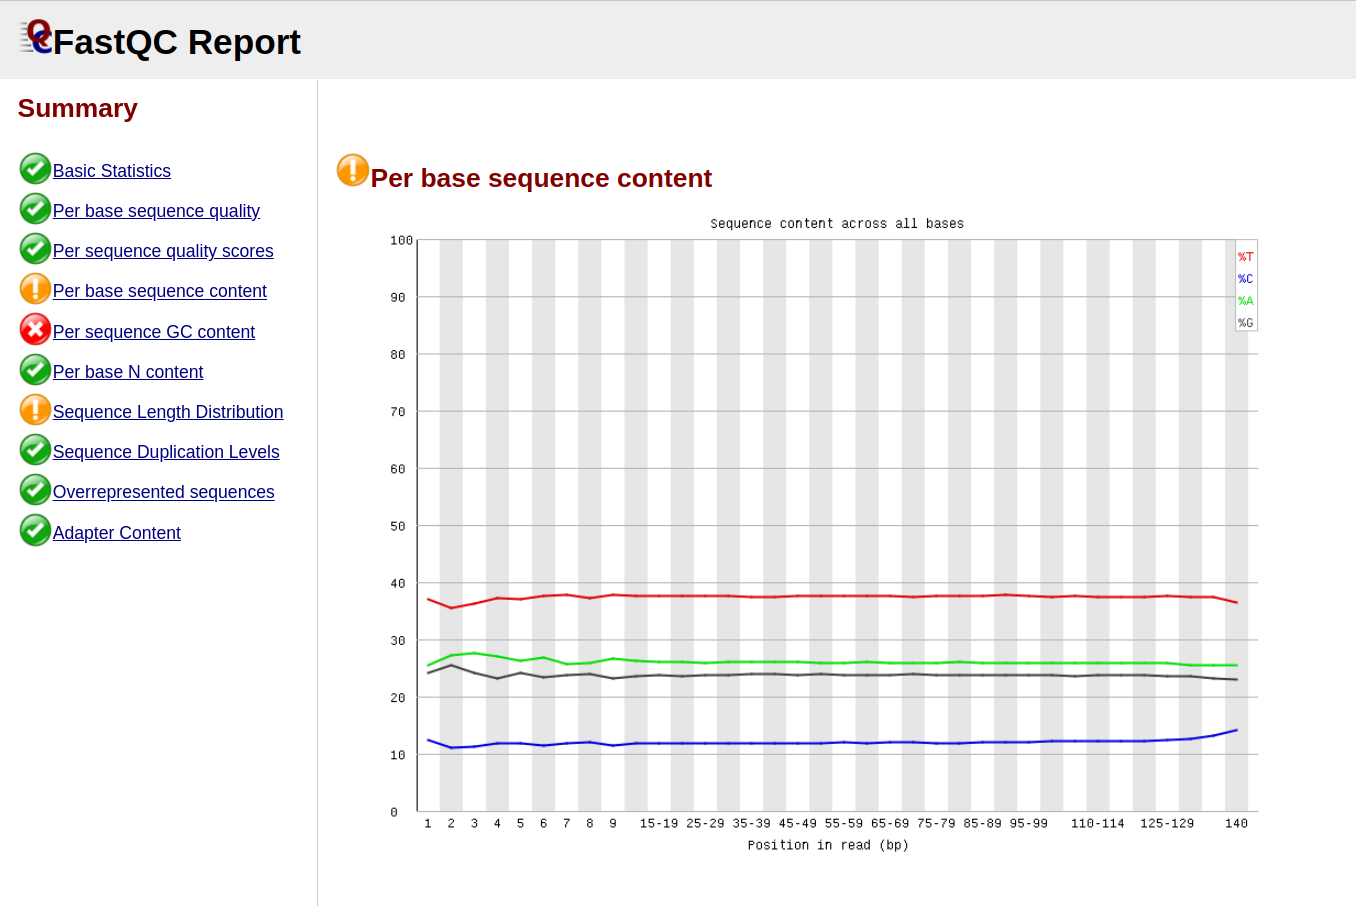 FastQC Report
Summary
Basic Statistics
Per base sequence quality
Per sequence quality scores
Per base sequence content
Per sequence GC content
Per base N content
Sequence Length Distribution
Sequence Duplication Levels
Overrepresented sequences
Adapter Content
Per base sequence content
Sequence content across all bases
100
90
80
70
60
50
40
30
20
10
0
%T
%C
%A
%G
1 2 3 4 5 6 7 8 9 15-19 25-29 35-39 45-49 55-59 65-69 75-79 85-89 95-99 110-114 125-129 140
Position in read (bp)